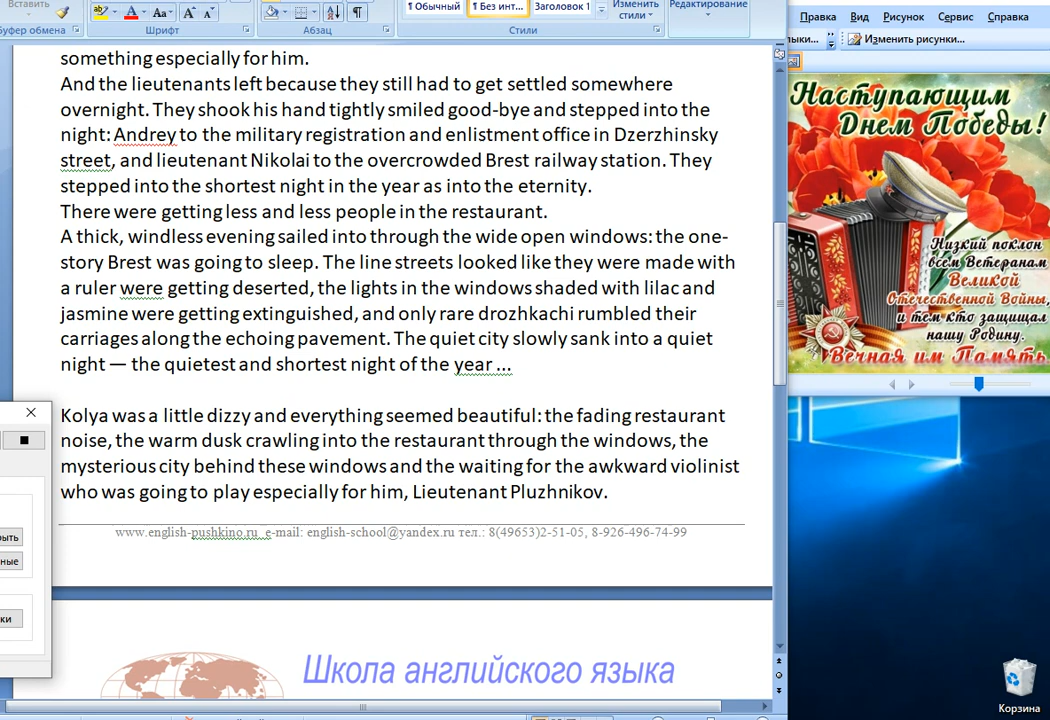 Вставить
буфер обмена
Шрифт
Абзац
¶ Обычный
¶ Без инт...
Заголовок 1
Изменить
стили
Стили
Редактирование
something especially for him.
And the lieutenants left because they still had to get settled somewhere
overnight. They shook his hand tightly smiled good-bye and stepped into the
night: Andrey to the military registration and enlistment office in Dzerzhinsky
street, and lieutenant Nikolai to the overcrowded Brest railway station. They
stepped into the shortest night in the year as into the eternity.
There were getting less and less people in the restaurant.
A thick, windless evening sailed into through the wide open windows: the one-
story Brest was going to sleep. The line streets looked like they were made with
a ruler were getting deserted, the lights in the windows shaded with lilac and
jasmine were getting extinguished, and only rare drozhkachi rumbled their
carriages along the echoing pavement. The quiet city slowly sank into a quiet
night — the quietest and shortest night of the year ...
Kolya was a little dizzy and everything seemed beautiful: the fading restaurant
noise, the warm dusk crawling into the restaurant through the windows, the
mysterious city behind these windows and the waiting for the awkward violinist
who was going to play especially for him, Lieutenant Pluzhnikov.
www.english-pushkino.ru e-mail: english-school@yandex.ru тел.: 8(49653)2-51-05, 8-926-496-74-99
Школа английского языка
рыть
ные
ки
Правка Вид Рисунок Сервис Справка
лыки...
Изменить рисунки...
Наступающим
Днем Победы!
Низкий поклон
всем Ветеранам
Великой
Отечественной Войны,
и тем кто защищал
нашу Родину.
Вечная им Память
Корзина